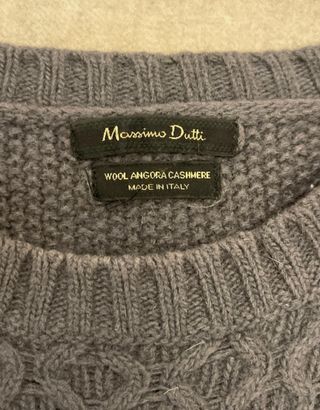 Massimo Dutti
WOOL ANGORA CASHMERE
MADE IN ITALY